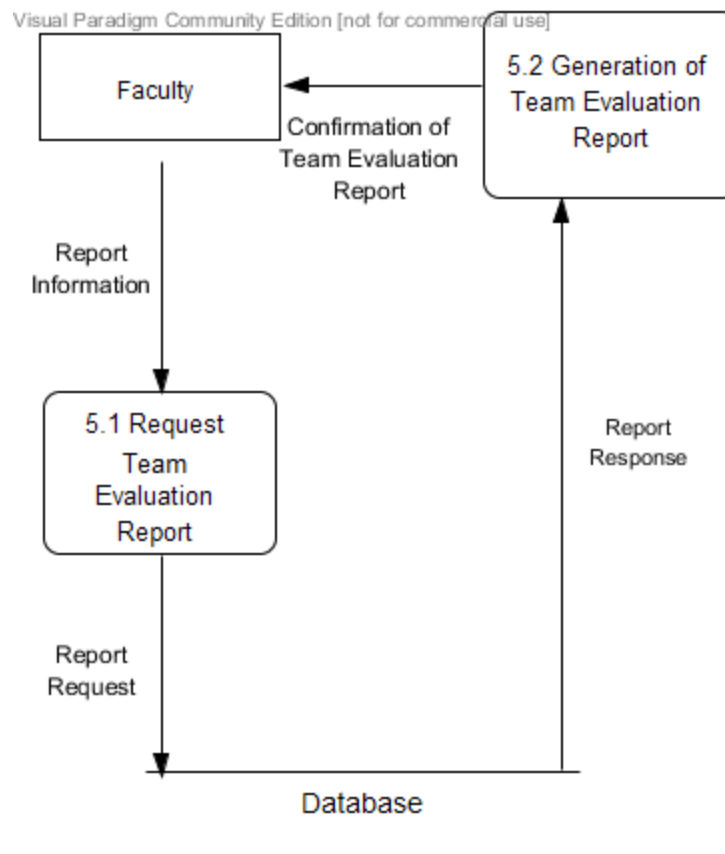 Visual Paradigm Community Edition [not for commercial use]
Faculty
5.2 Generation of
Team Evaluation
Report
Confirmation of
Team Evaluation
Report
Report
Information
5.1 Request
Team
Evaluation
Report
Report
Response
Report
Request
Database